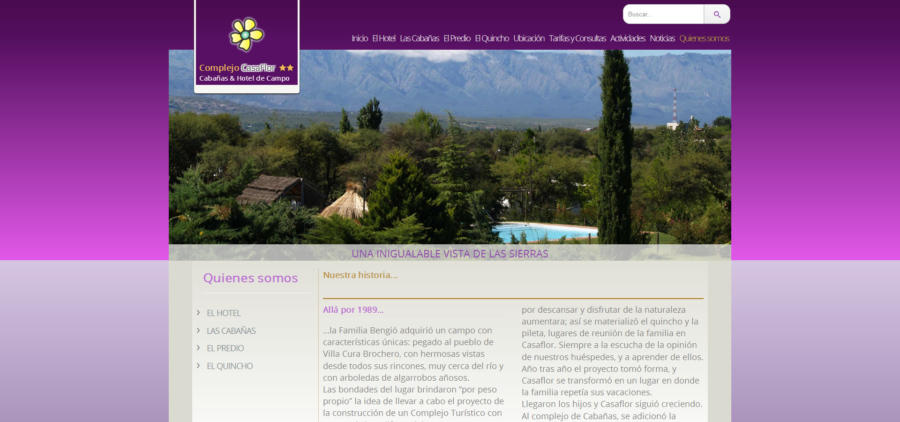 Buscar...
Inicio El Hotel Las Cabañas El Predio El Quincho Ubicación Tarifas y Consultas Actividades Noticias Quienes somos
Complejo Casaflor
Cabañas & Hotel de Campo
UNA INIGUALABLE VISTA DE LAS SIERRAS
Quienes somos
EL HOTEL
LAS CABAÑAS
EL PREDIO
EL QUINCHO
Nuestra historia...
Allá por 1989...
...la Familia Bengió adquirió un campo con
características únicas: pegado al pueblo de
Villa Cura Brochero, con hermosas vistas
desde todos sus rincones, muy cerca del río y
con arboledas de algarrobos añosos.
Las bondades del lugar brindaron “por peso
propio” la idea de llevar a cabo el proyecto de
la construcción de un Complejo Turístico con
por descansar y disfrutar de la naturaleza
aumentara; así se materializó el quincho y la
pileta, lugares de reunión de la familia en
Casaflor. Siempre a la escucha de la opinión
de nuestros huéspedes, y a aprender de ellos.
Año tras año el proyecto tomó forma, y
Casaflor se transformó en un lugar en donde
la familia repetía sus vacaciones.
Llegaron los hijos y Casaflor siguió creciendo.
Al complejo de Cabañas, se adicionó la